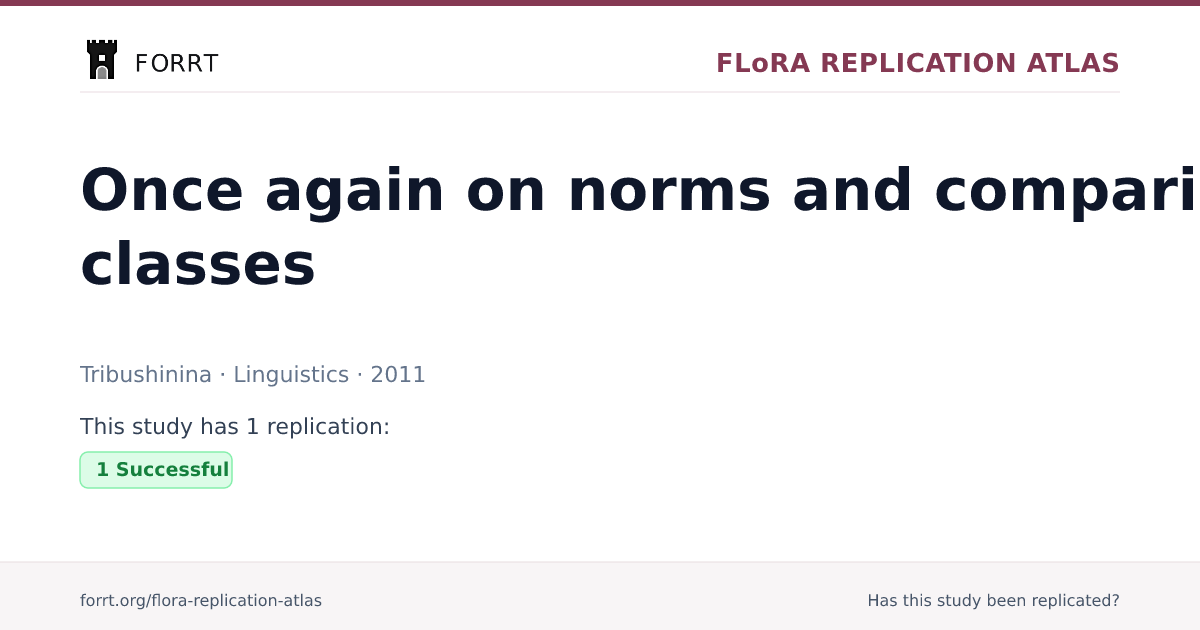 FORRT
FLoRA REPLICATION ATLAS
Once again on norms and compari
classes
Tribushinina · Linguistics · 2011
This study has 1 replication:
1 Successful
forrt.org/flora-replication-atlas
Has this study been replicated?